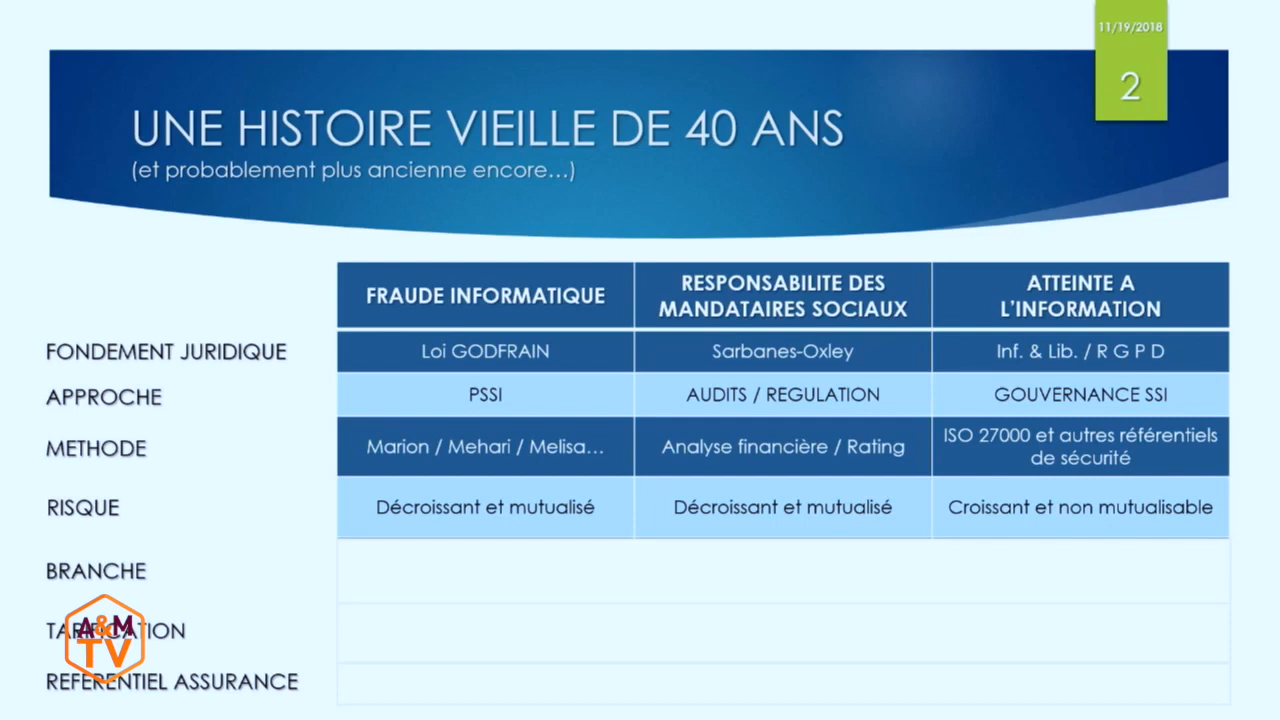 11/19/2018
2
UNE HISTOIRE VIEILLE DE 40 ANS
(et probablement plus ancienne encore...)
FRAUDE INFORMATIQUE
RESPONSABILITE DES
MANDATAIRES SOCIAUX
ATTEINTE A
L'INFORMATION
FONDEMENT JURIDIQUE
Loi GODFRAIN
Sarbanes-Oxley
Inf. & Lib. / R G P D
APPROCHE
PSSI
AUDITS / REGULATION
GOUVERNANCE SSI
METHODE
Marion / Mehari / Melisa...
Analyse financière / Rating
ISO 27000 et autres référentiels
de sécurité
RISQUE
Décroissant et mutualisé
Décroissant et mutualisé
Croissant et non mutualisable
BRANCHE
TARIFICATION
A&M
TV
REFERENTIEL ASSURANCE